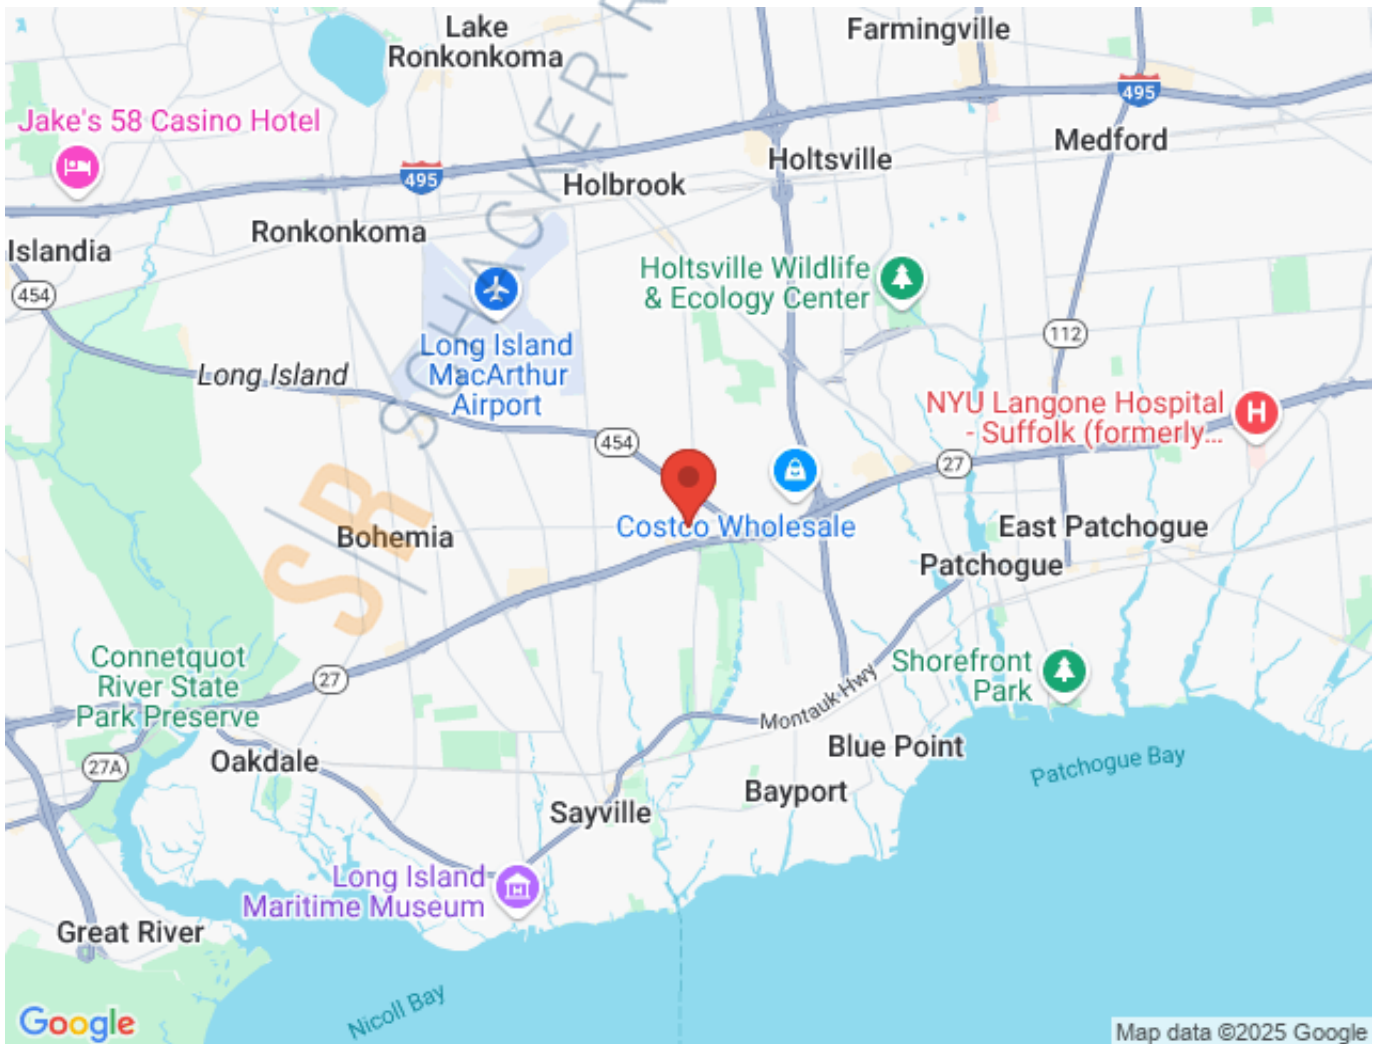 Lake
Ronkonkoma
Farmingville
495
Jake's 58 Casino Hotel
Medford
Holtsville
495
Holbrook
Ronkonkoma
Islandia
454
Holtsville Wildlife
& Ecology Center
112
Long Island
MacArthur
Airport
Long Island
NYU Langone Hospital
- Suffolk (formerly...
454
27
Costco Wholesale
East Patchogue
Bohemia
Patchogue
Connetquot
River State
Park Preserve
27
Shorefront
Park
Montauk Hwy
Blue Point
27A
Oakdale
Patchogue Bay
Bayport
Sayville
Long Island
Maritime Museum
Great River
Nicoll Bay
Google
Map data ©2025 Google
S/R
SCHACKER R